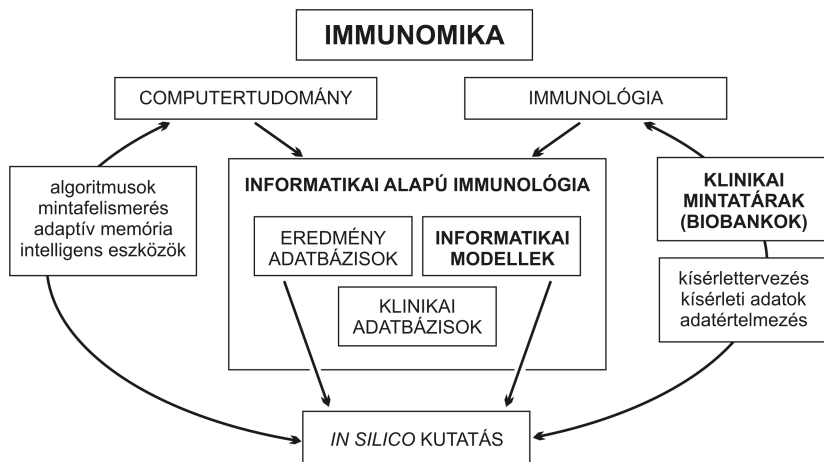 IMMUNOMIKA
COMPUTERTUDOMÁNY
IMMUNOLÓGIA
algoritmusok
mintafelismerés
adaptív memória
intelligens eszközök
INFORMATIKAI ALAPÚ IMMUNOLÓGIA
EREDMÉNY
ADATBÁZISOK
INFORMATIKAI
MODELLEK
KLINIKAI
ADATBÁZISOK
KLINIKAI
MINTATÁRAK
(BIOBANKOK)
kísérlettervezés
kísérleti adatok
adatértelmezés
IN SILICO KUTATÁS